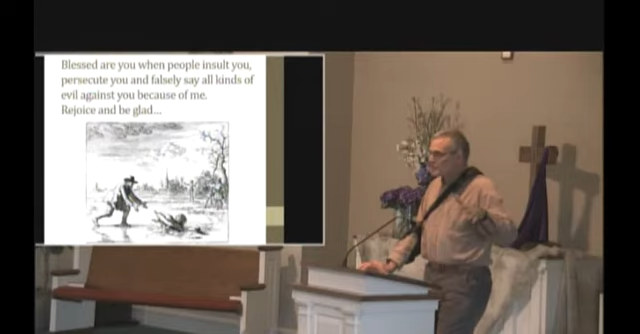 Blessed are you when people insult you,
persecute you and falsely say all kinds of
evil against you because of me.
Rejoice and be glad...